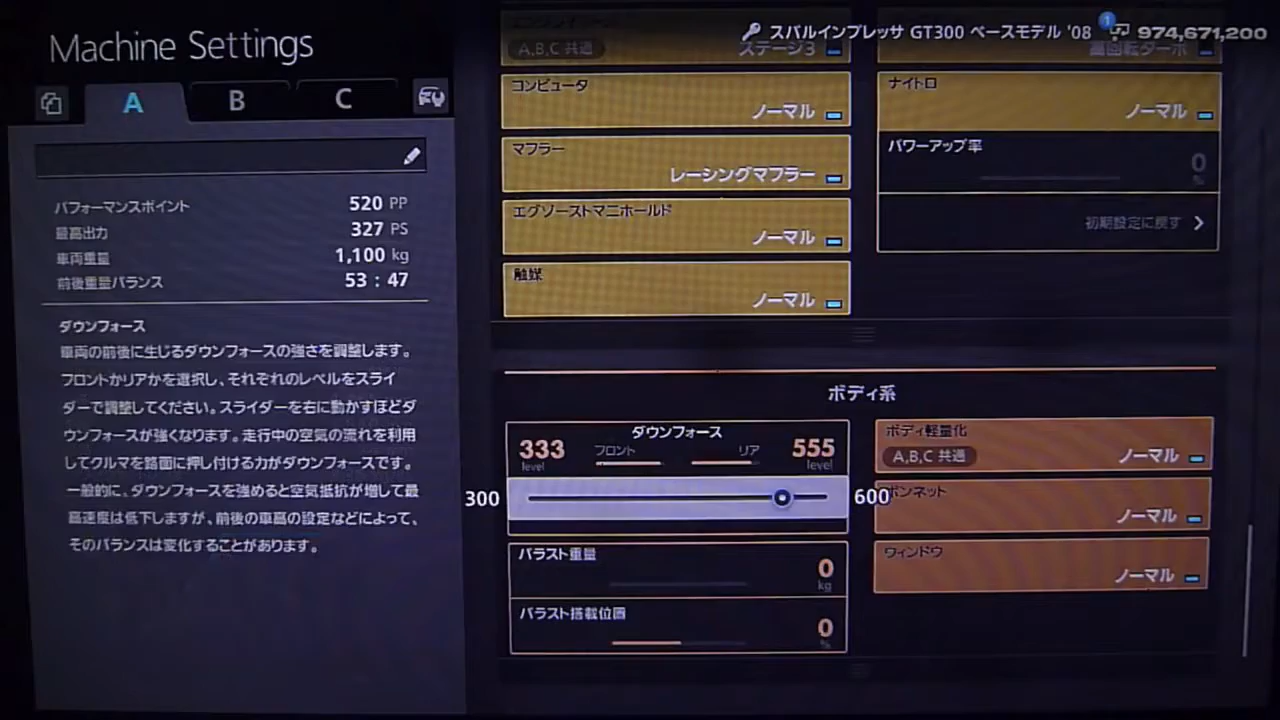 Machine Settings
スバルインプレッサ GT300 ベースモデル '08
1
974,671,200
A
B
C
パフォーマンスポイント 520 PP
最高出力 327 PS
車両重量 1,100 kg
前後重量バランス 53 : 47
ダウンフォース
車両の前後に生じるダウンフォースの強さを調整します。
フロントかリアかを選択し、それぞれのレベルをスライ
ダーで調整してください。スライダーを右に動かすほどダ
ウンフォースが強くなります。走行中の空気の流れを利用
してクルマを路面に押し付ける力がダウンフォースです。
一般的に、ダウンフォースを強めると空気抵抗が増して最
高速度は低下しますが、前後の車高の設定などによって、
そのバランスは変化することがあります。
A,B,C 共通
ステージ3
コンピュータ
ノーマル
マフラー
レーシングマフラー
エグゾーストマニホールド
ノーマル
触媒
ノーマル
高回転ターボ
ナイトロ
ノーマル
パワーアップ率
0
%
初期設定に戻す
ボディ系
ダウンフォース
333 フロント リア 555
level level
300 600
バラスト重量
0
kg
バラスト搭載位置
0
%
ボディ軽量化
A,B,C 共通 ノーマル
ボンネット
ノーマル
ウィンドウ
ノーマル